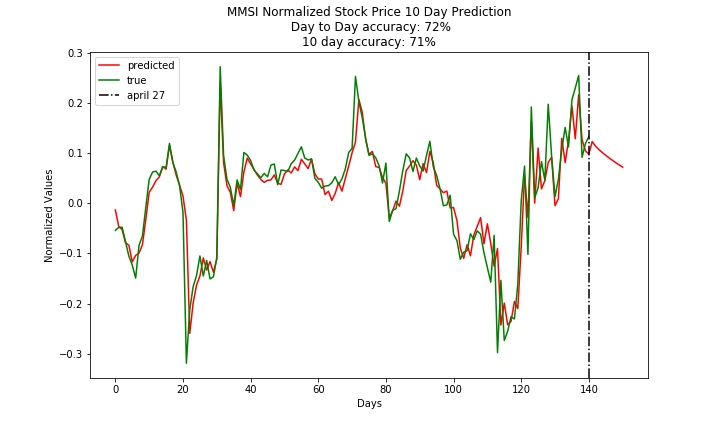 MMSI Normalized Stock Price 10 Day Prediction
Day to Day accuracy: 72%
10 day accuracy: 71%
predicted
true
april 27
Normalized Values
0.3
0.2
0.1
0.0
−0.1
−0.2
−0.3
0 20 40 60 80 100 120 140
Days